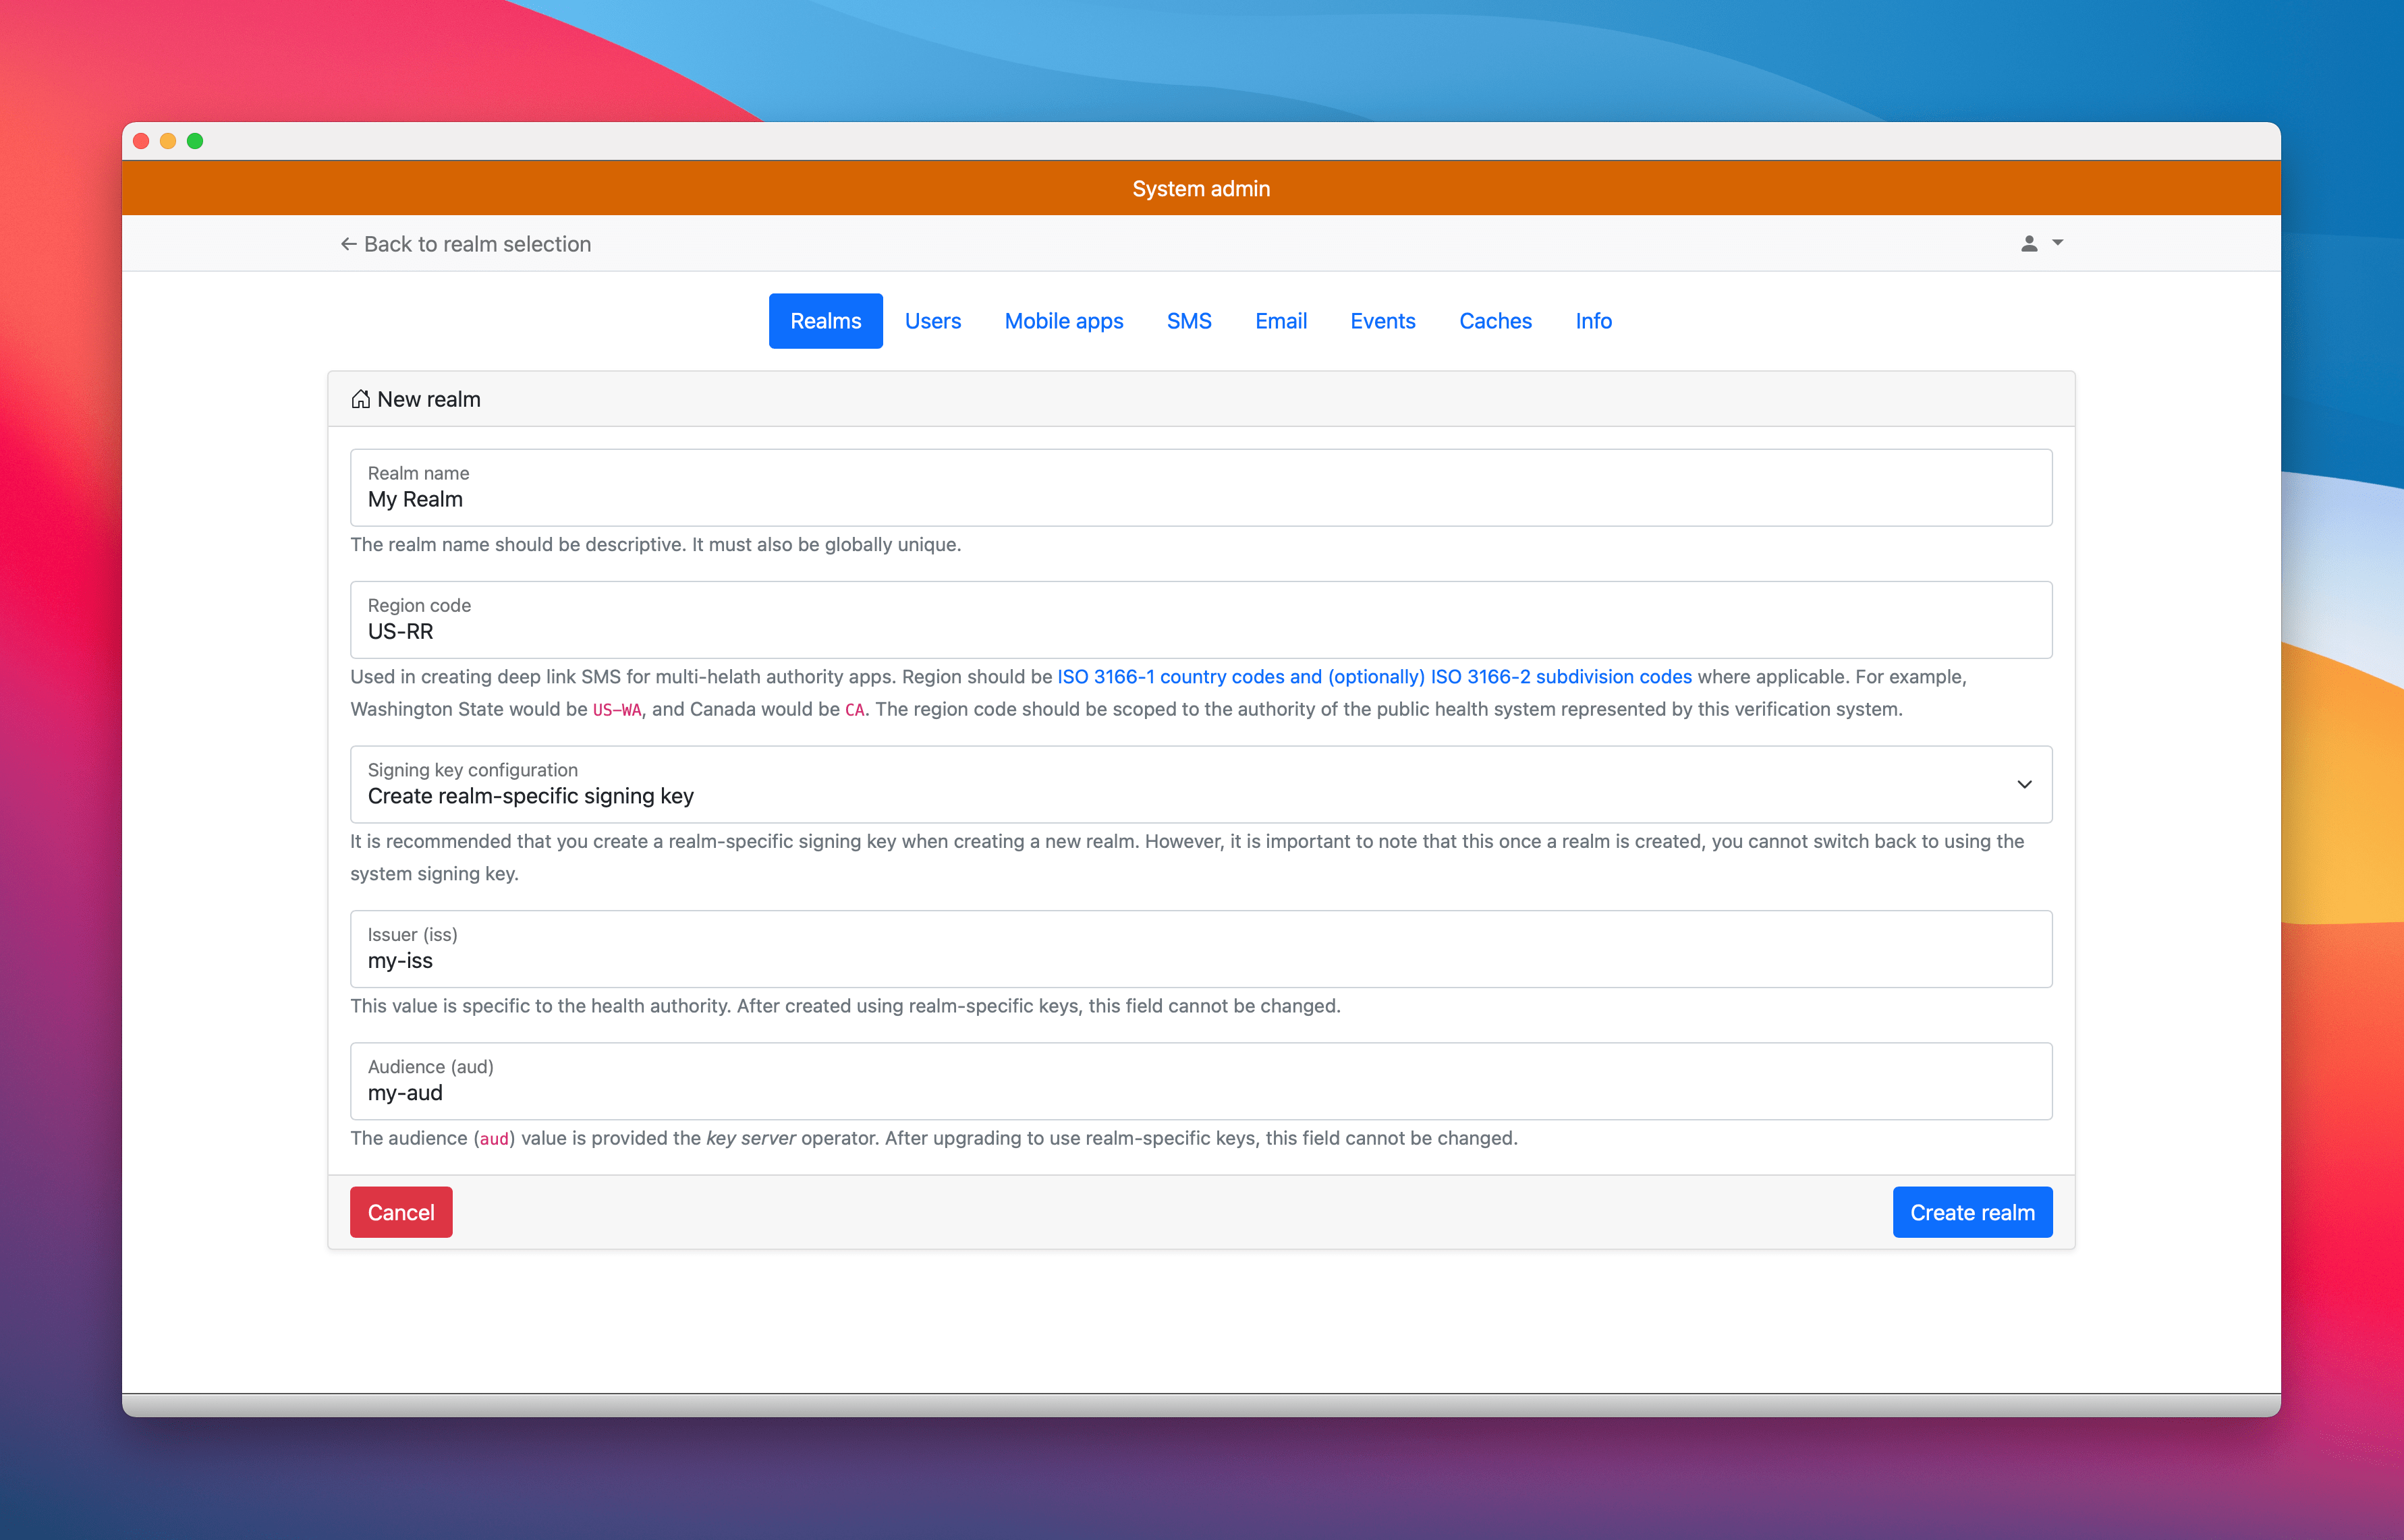 System admin
← Back to realm selection
Realms Users Mobile apps SMS Email Events Caches Info
New realm
Realm name
My Realm
The realm name should be descriptive. It must also be globally unique.
Region code
US-RR
Used in creating deep link SMS for multi-helath authority apps. Region should be ISO 3166-1 country codes and (optionally) ISO 3166-2 subdivision codes where applicable. For example,
Washington State would be US-WA, and Canada would be CA. The region code should be scoped to the authority of the public health system represented by this verification system.
Signing key configuration
Create realm-specific signing key
It is recommended that you create a realm-specific signing key when creating a new realm. However, it is important to note that this once a realm is created, you cannot switch back to using the
system signing key.
Issuer (iss)
my-iss
This value is specific to the health authority. After created using realm-specific keys, this field cannot be changed.
Audience (aud)
my-aud
The audience (aud) value is provided the key server operator. After upgrading to use realm-specific keys, this field cannot be changed.
Cancel
Create realm